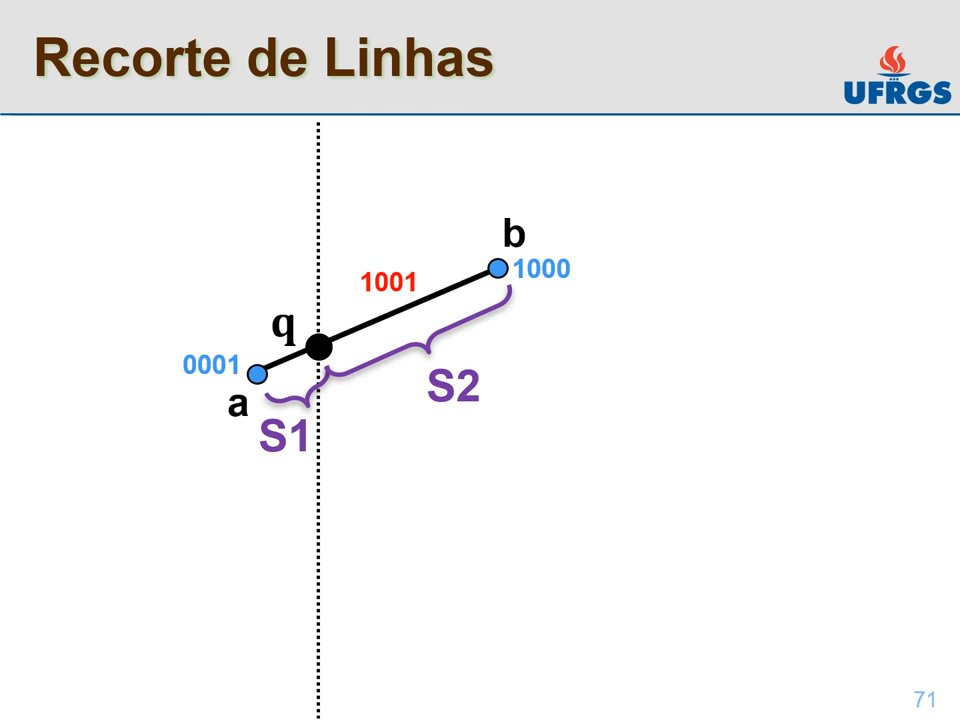 Recorte de Linhas
UFRGS
b
1000
1001
q
0001
a
S2
S1
71